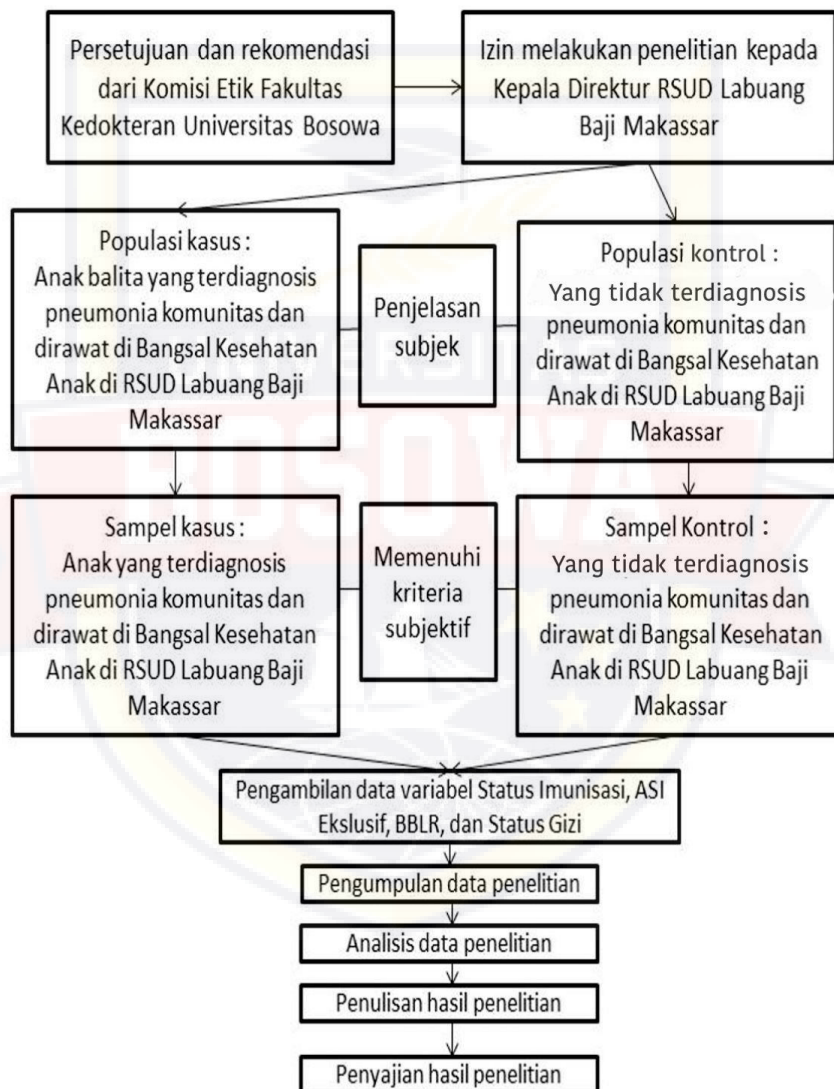 Persetujuan dan rekomendasi
dari Komisi Etik Fakultas
Kedokteran Universitas Bosowa
Izin melakukan penelitian kepada
Kepala Direktur RSUD Labuang
Baji Makassar
Populasi kasus :
Anak balita yang terdiagnosis
pneumonia komunitas dan
dirawat di Bangsal Kesehatan
Anak di RSUD Labuang Baji
Makassar
Penjelasan
subjek
Populasi kontrol :
Yang tidak terdiagnosis
pneumonia komunitas dan
dirawat di Bangsal Kesehatan
Anak di RSUD Labuang Baji
Makassar
UNIVERSITAS
BOSOWA
Sampel kasus :
Anak yang terdiagnosis
pneumonia komunitas dan
dirawat di Bangsal Kesehatan
Anak di RSUD Labuang Baji
Makassar
Memenuhi
kriteria
subjektif
Sampel Kontrol :
Yang tidak terdiagnosis
pneumonia komunitas dan
dirawat di Bangsal Kesehatan
Anak di RSUD Labuang Baji
Makassar
Pengambilan data variabel Status Imunisasi, ASI
Ekslusif, BBLR, dan Status Gizi
Pengumpulan data penelitian
Analisis data penelitian
Penulisan hasil penelitian
Penyajian hasil penelitian